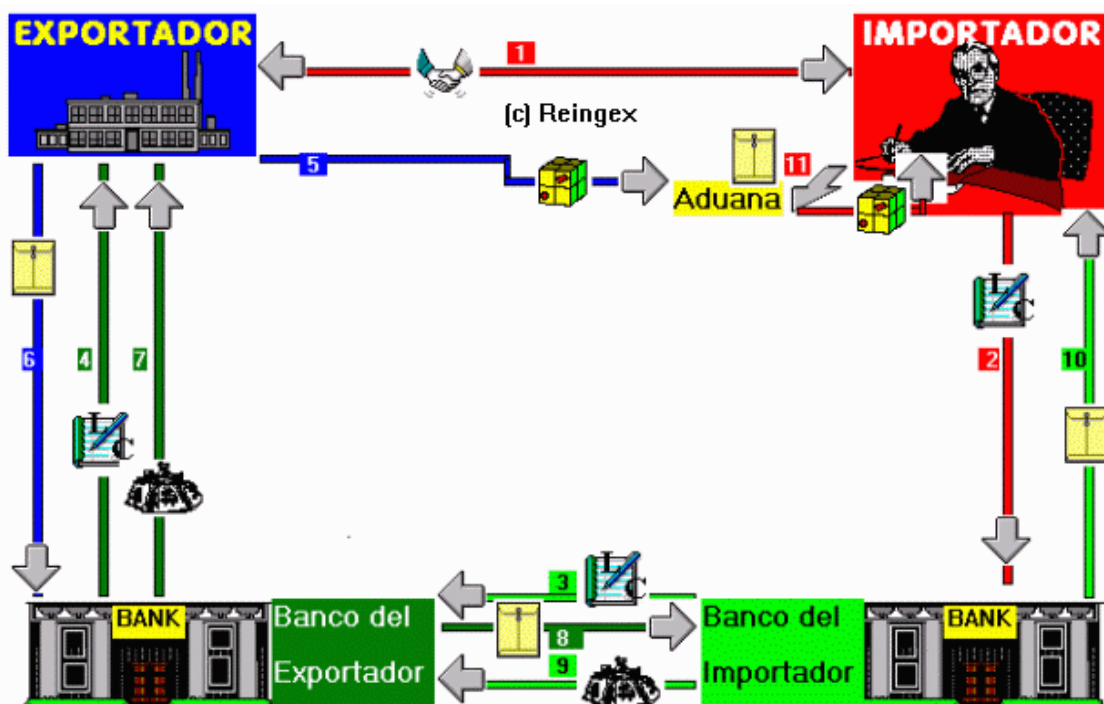 EXPORTADOR
1
IMPORTADOR
(c) Reingex
5
11
Aduana
L
C
6
4
7
2
10
L
C
L
3
C
BANK
Banco del
Exportador
8
9
Banco del
Importador
BANK